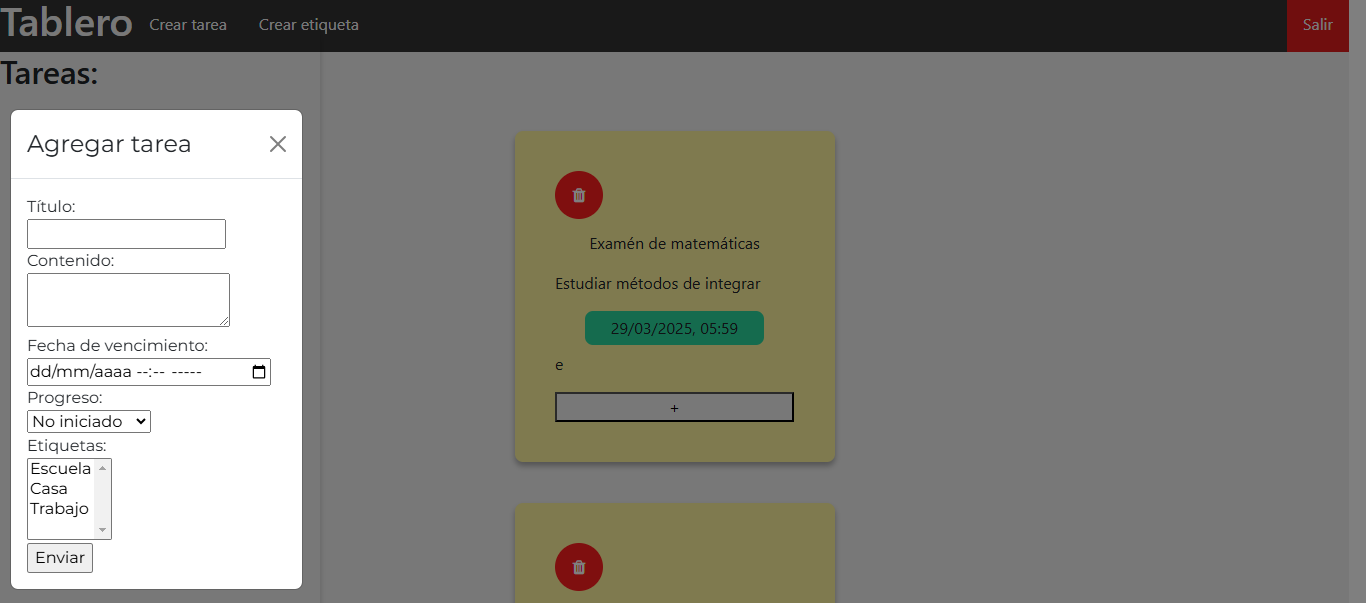 Tablero Crear tarea Crear etiqueta Salir
Tareas:
Agregar tarea
Título:
Contenido:
Fecha de vencimiento:
dd/mm/aaaa --:-- -----
Progreso:
No iniciado
Etiquetas:
Escuela
Casa
Trabajo
Enviar
Examén de matemáticas
Estudiar métodos de integrar
29/03/2025, 05:59
e
+